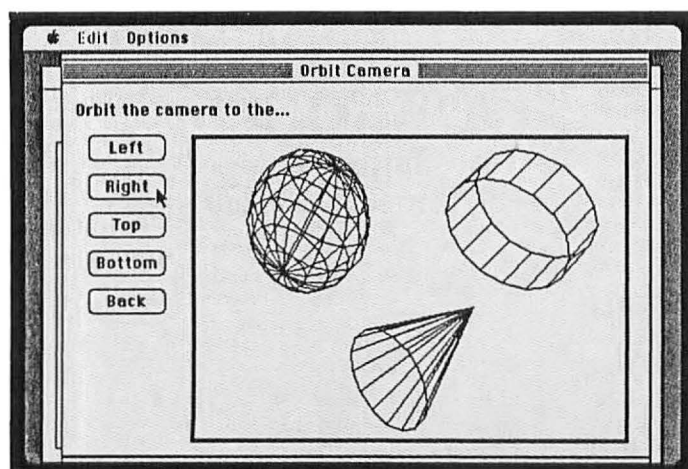 Edit Options
Orbit Camera
Orbit the camera to the...
Left
Right
Top
Bottom
Back